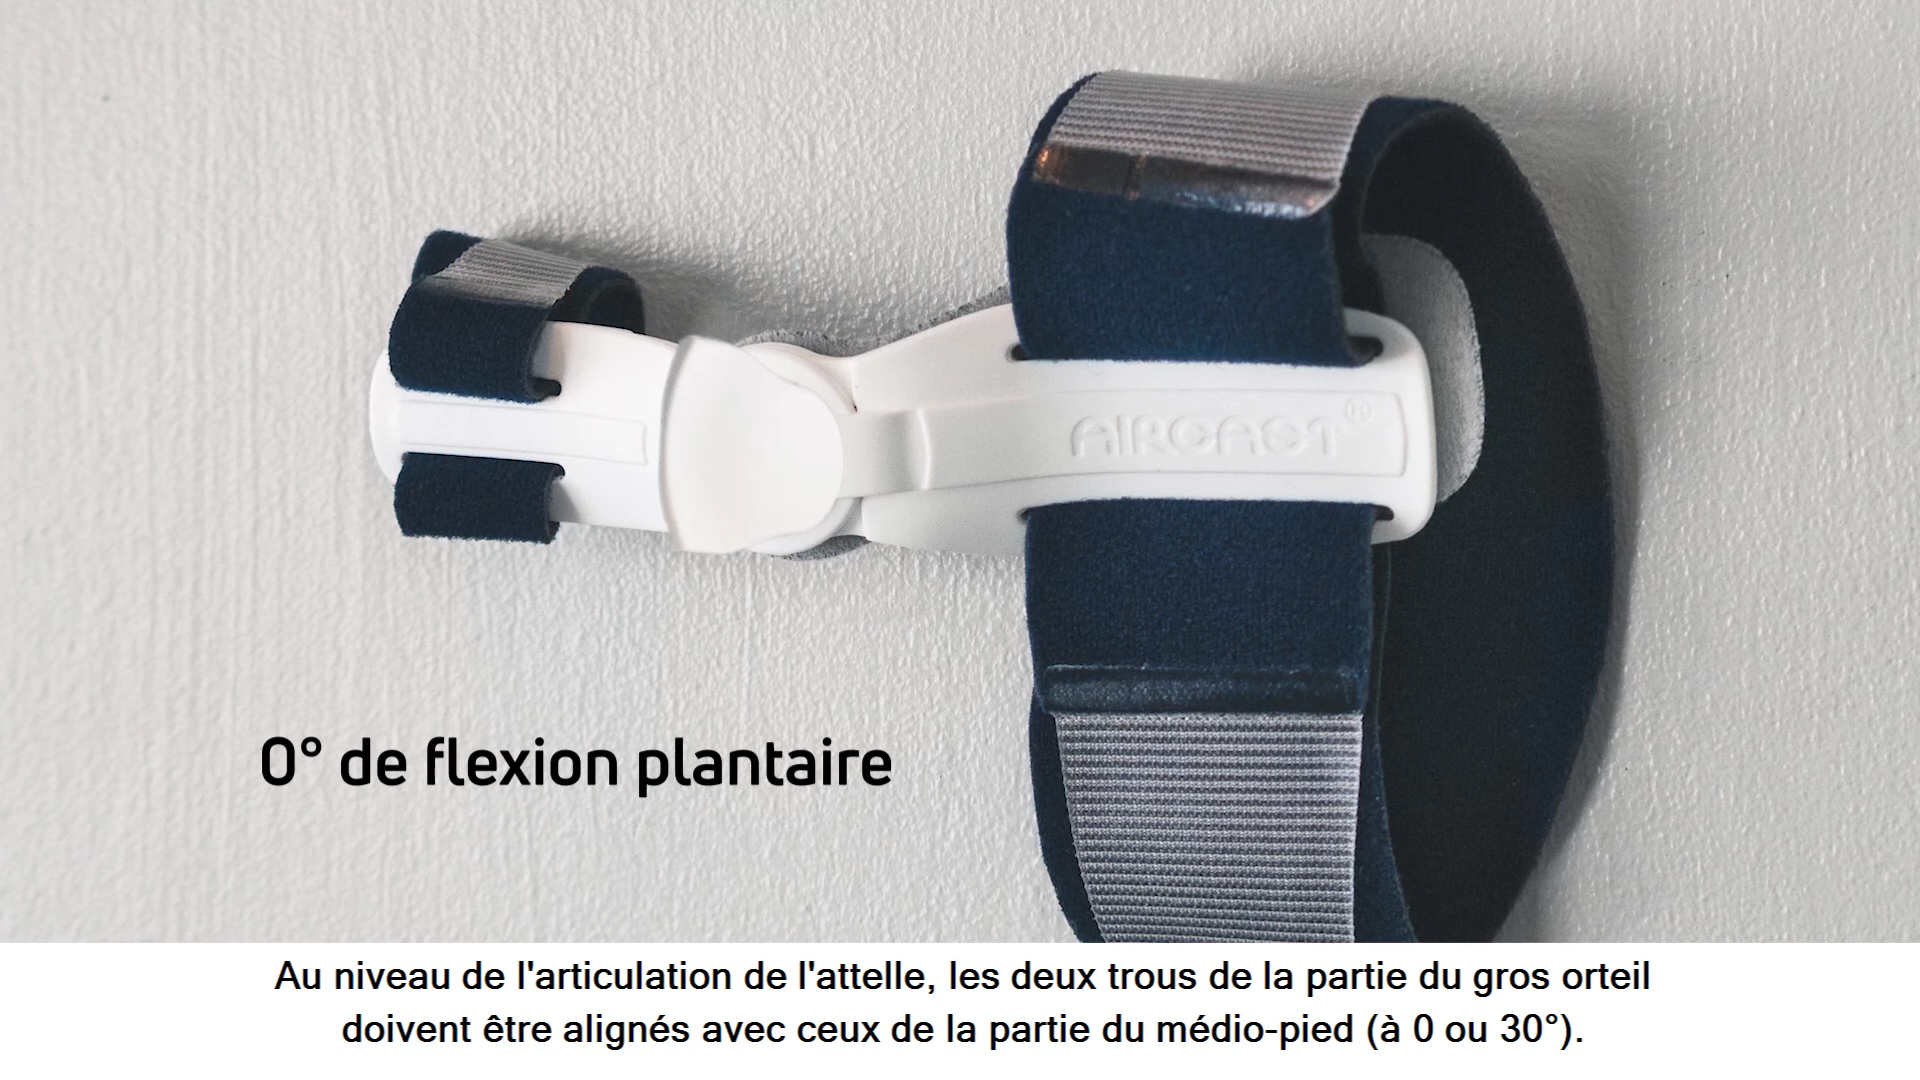 AIRCAST®
0° de flexion plantaire
Au niveau de l'articulation de l'attelle, les deux trous de la partie du gros orteil
doivent être alignés avec ceux de la partie du médio-pied (à 0 ou 30°).